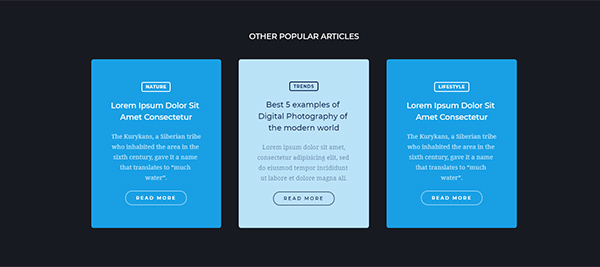 OTHER POPULAR ARTICLES
NATURE
Lorem Ipsum Dolor Sit
Amet Consectetur
The Kurykans, a Siberian tribe
who inhabited the area in the
sixth century, gave it a name
that translates to "much
water".
READ MORE
TRENDS
Best 5 examples of
Digital Photography of
the modern world
Lorem ipsum dolor sit amet,
consectetur adipisicing elit, sed
do eiusmod tempor incididunt
ut labore et dolore magna ali.
READ MORE
LIFESTYLE
Lorem Ipsum Dolor Sit
Amet Consectetur
The Kurykans, a Siberian tribe
who inhabited the area in the
sixth century, gave it a name
that translates to "much
water".
READ MORE